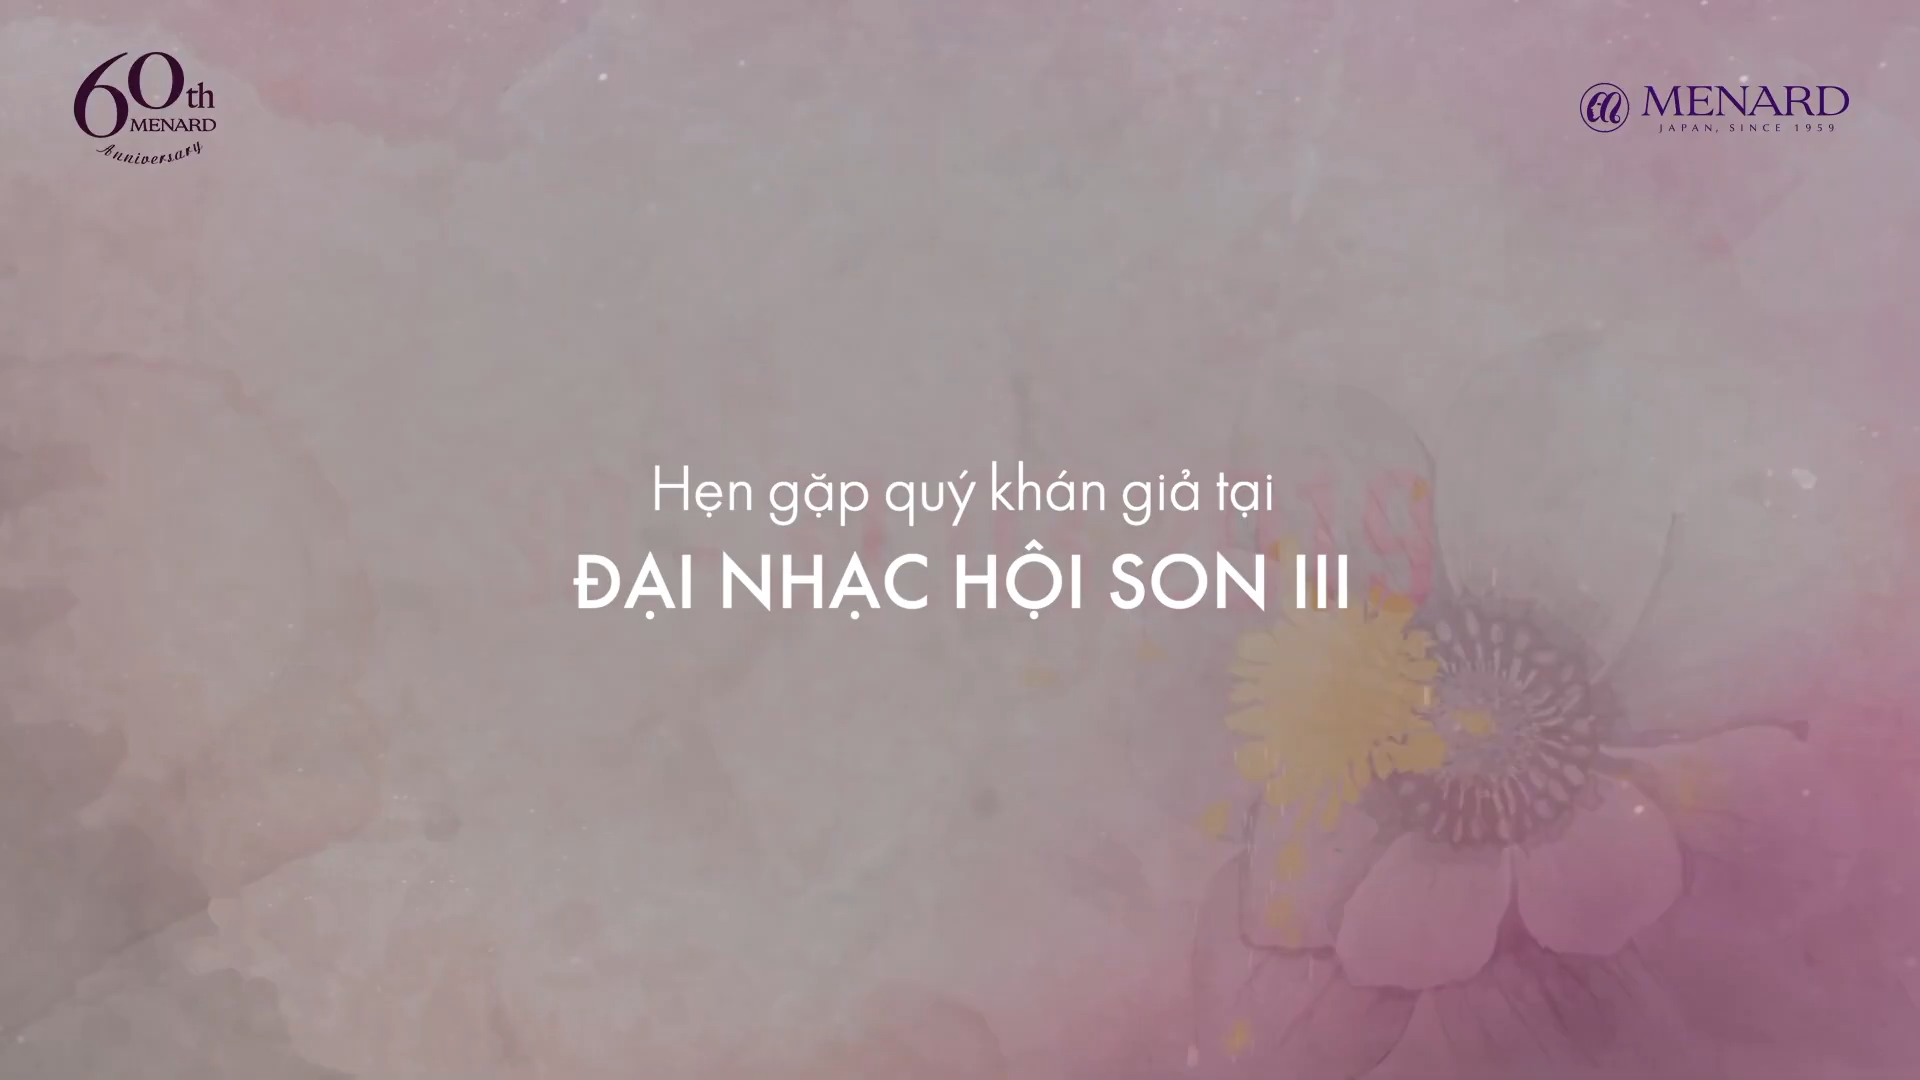 60th
MENARD
Anniversary
MENARD
JAPAN, SINCE 1959
Hẹn gặp quý khán giả tại
ĐẠI NHẠC HỘI SON III